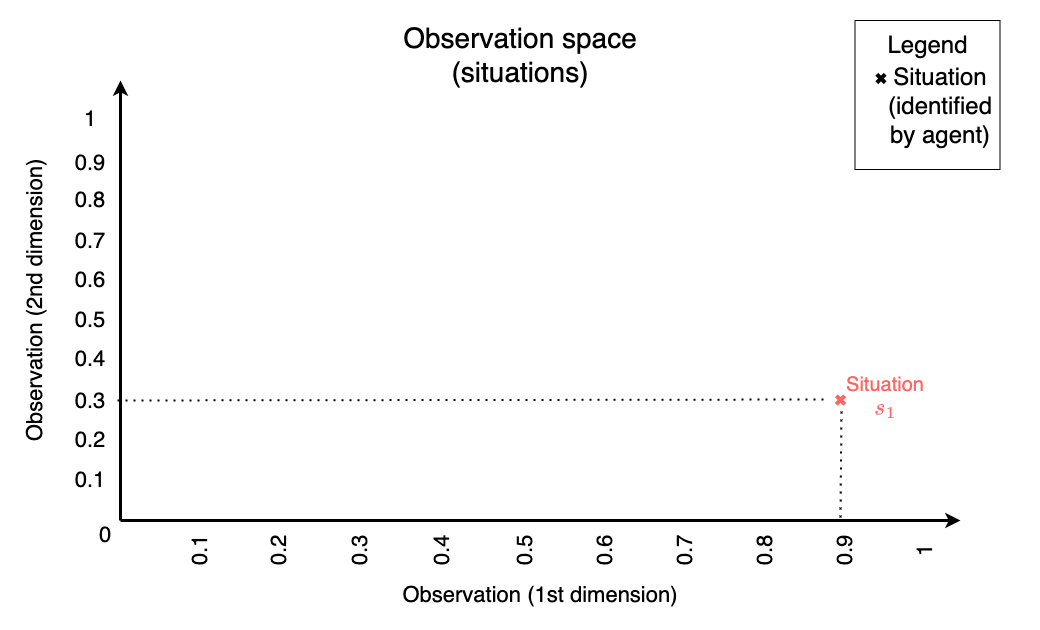 Observation space
(situations)
Legend
✖ Situation
(identified
by agent)
Observation (2nd dimension)
1
0.9
0.8
0.7
0.6
0.5
0.4
0.3
0.2
0.1
0
Situation
s₁
0.1
0.2
0.3
0.4
0.5
0.6
0.7
0.8
0.9
1
Observation (1st dimension)